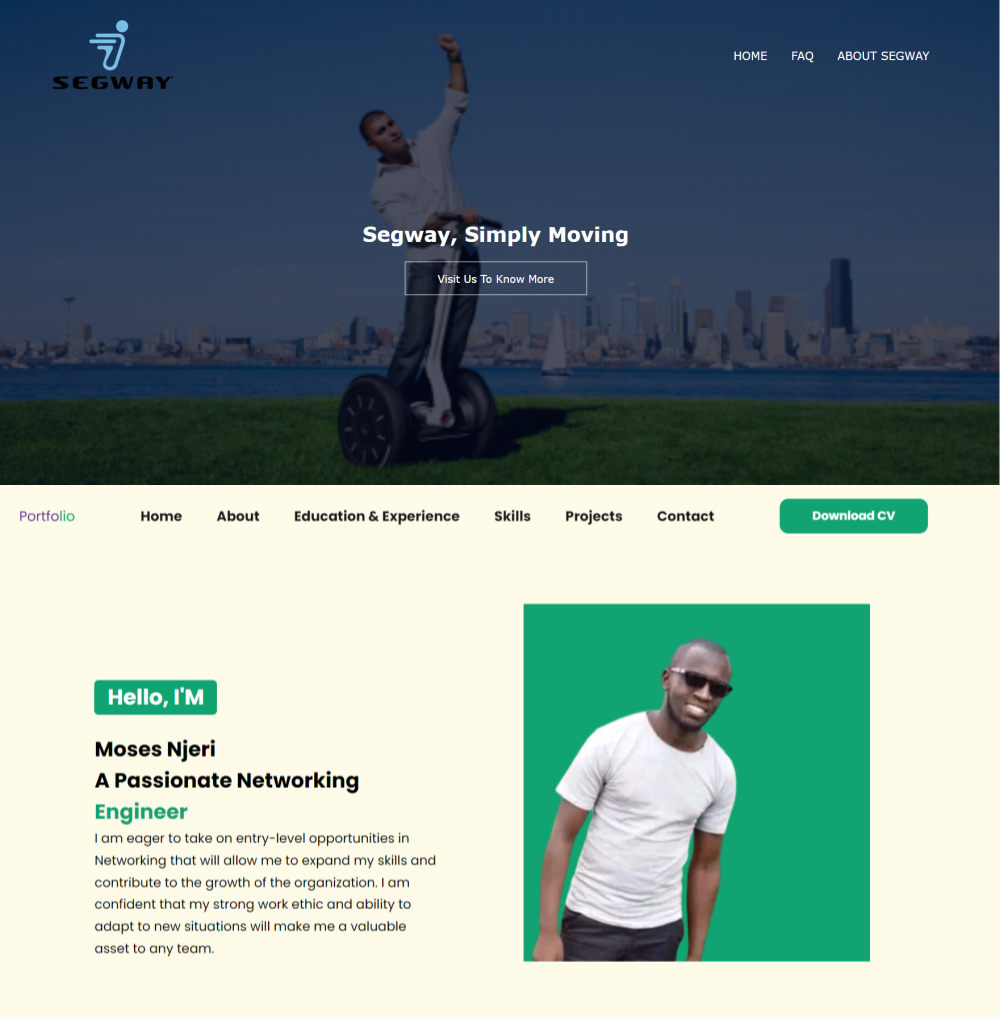 SEGWAY
HOME FAQ ABOUT SEGWAY
Segway, Simply Moving
Visit Us To Know More
Portfolio Home About Education & Experience Skills Projects Contact Download CV
Hello, I'M
Moses Njeri
A Passionate Networking
Engineer
I am eager to take on entry-level opportunities in
Networking that will allow me to expand my skills and
contribute to the growth of the organization. I am
confident that my strong work ethic and ability to
adapt to new situations will make me a valuable
asset to any team.